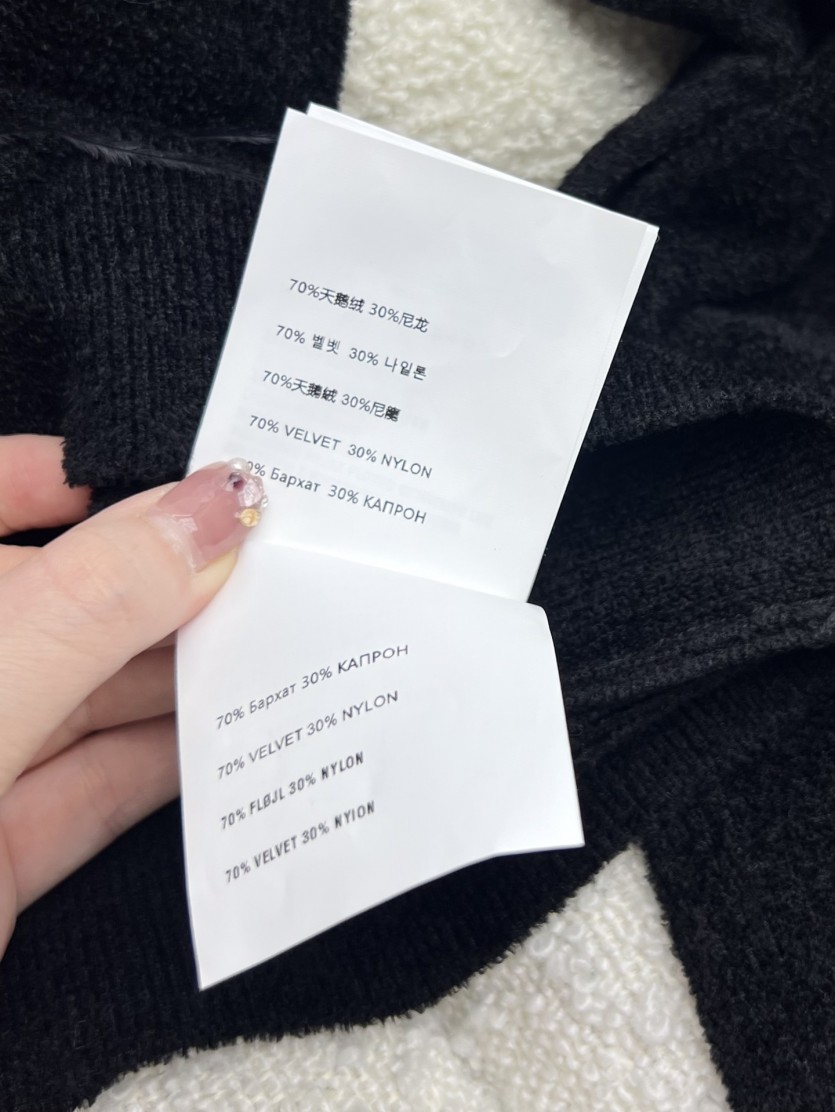 70%天鹅绒 30%尼龙
70% 벨벳 30% 나일론
70%天鵝絨 30%尼龍
70% VELVET 30% NYLON
0% Бархат 30% КАПРОН
70% Бархат 30% КАПРОН
70% VELVET 30% NYLON
70% FLØJL 30% NYLON
70% VELVET 30% NYION